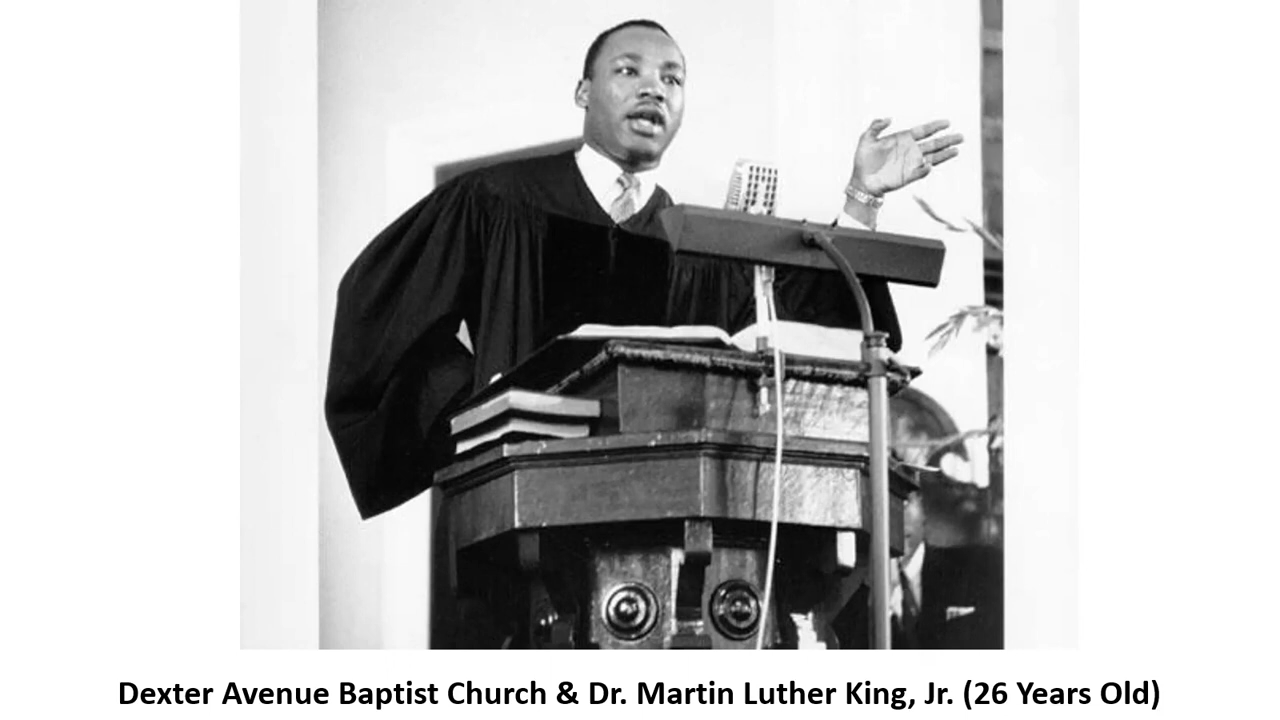 Dexter Avenue Baptist Church & Dr. Martin Luther King, Jr. (26 Years Old)